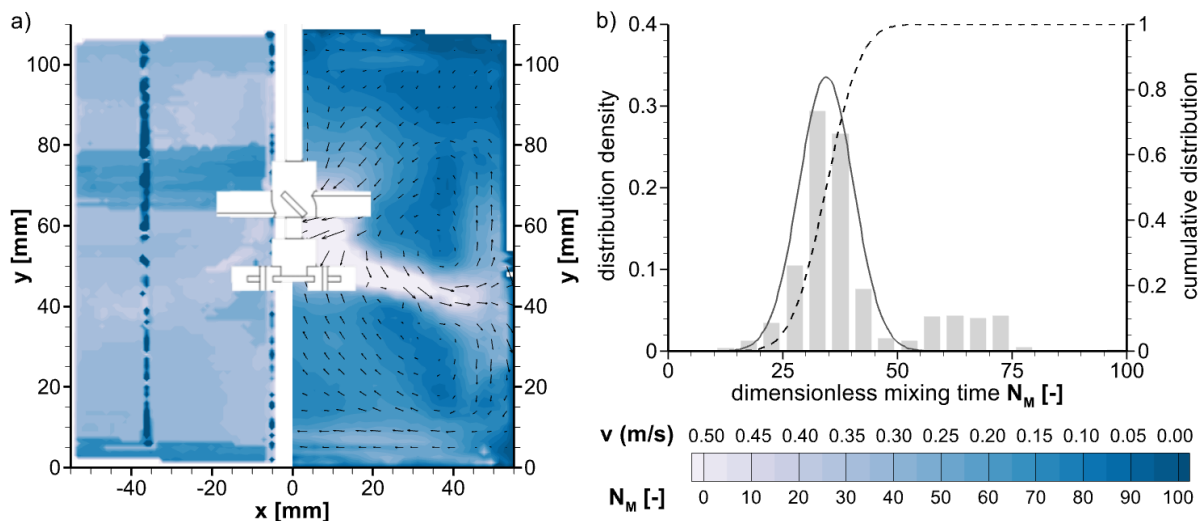 a)
100
80
60
40
20
0
y [mm]
-40 -20 0 20 40
x [mm]
100
80
60
40
20
0
y [mm]
b)
0.4
0.3
0.2
0.1
0
distribution density
1
0.8
0.6
0.4
0.2
0
cumulative distribution
0 25 50 75 100
dimensionless mixing time N_M [-]
v (m/s) 0.50 0.45 0.40 0.35 0.30 0.25 0.20 0.15 0.10 0.05 0.00
N_M [-] 0 10 20 30 40 50 60 70 80 90 100